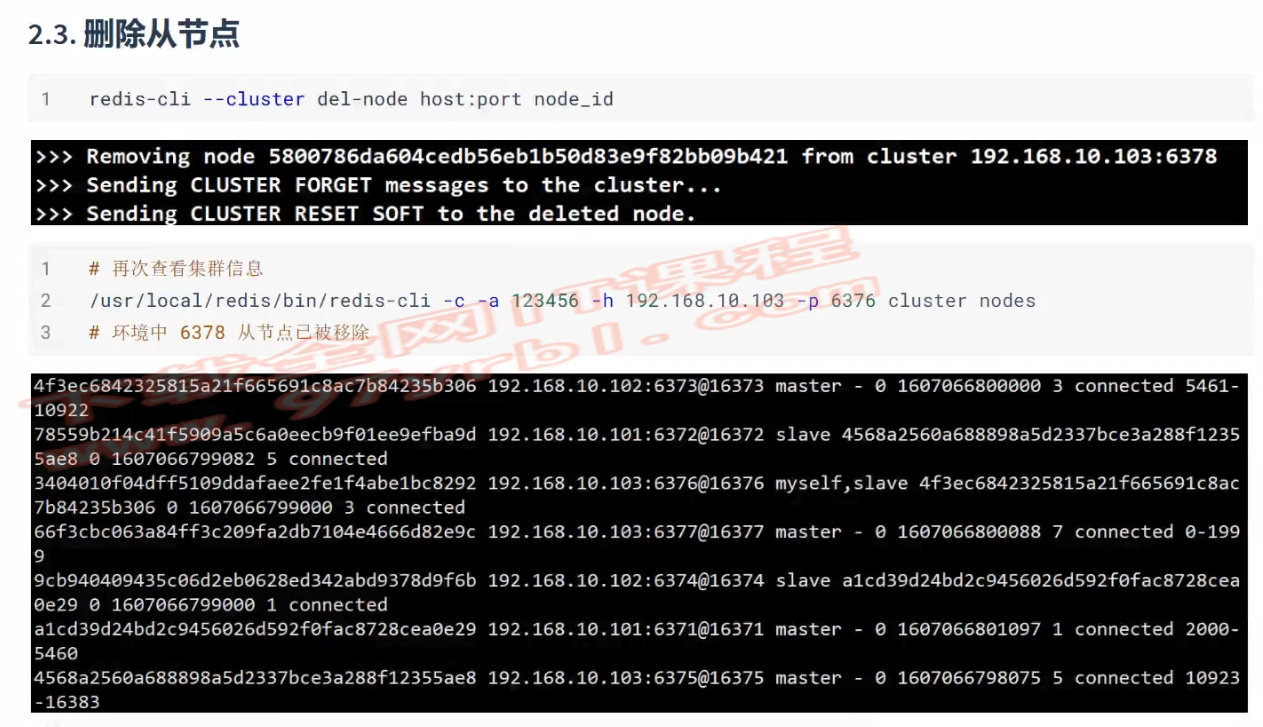 2.3. 删除从节点
1 redis-cli --cluster del-node host:port node_id
>>> Removing node 5800786da604cedb56eb1b50d83e9f82bb09b421 from cluster 192.168.10.103:6378
>>> Sending CLUSTER FORGET messages to the cluster...
>>> Sending CLUSTER RESET SOFT to the deleted node.
1 # 再次查看集群信息
2 /usr/local/redis/bin/redis-cli -c -a 123456 -h 192.168.10.103 -p 6376 cluster nodes
3 # 环境中 6378 从节点已被移除
4f3ec6842325815a21f665691c8ac7b84235b306 192.168.10.102:6373@16373 master - 0 1607066800000 3 connected 5461-
10922
78559b214c41f5909a5c6a0eecb9f01ee9efba9d 192.168.10.101:6372@16372 slave 4568a2560a688898a5d2337bce3a288f1235
5ae8 0 1607066799082 5 connected
3404010f04dff5109ddafaee2fe1f4abe1bc8292 192.168.10.103:6376@16376 myself,slave 4f3ec6842325815a21f665691c8ac
7b84235b306 0 1607066799000 3 connected
66f3cbc063a84ff3c209fa2db7104e4666d82e9c 192.168.10.103:6377@16377 master - 0 1607066800088 7 connected 0-199
9
9cb940409435c06d2eb0628ed342abd9378d9f6b 192.168.10.102:6374@16374 slave a1cd39d24bd2c9456026d592f0fac8728cea
0e29 0 1607066799000 1 connected
a1cd39d24bd2c9456026d592f0fac8728cea0e29 192.168.10.101:6371@16371 master - 0 1607066801097 1 connected 2000-
5460
4568a2560a688898a5d2337bce3a288f12355ae8 192.168.10.103:6375@16375 master - 0 1607066798075 5 connected 10923
-16383